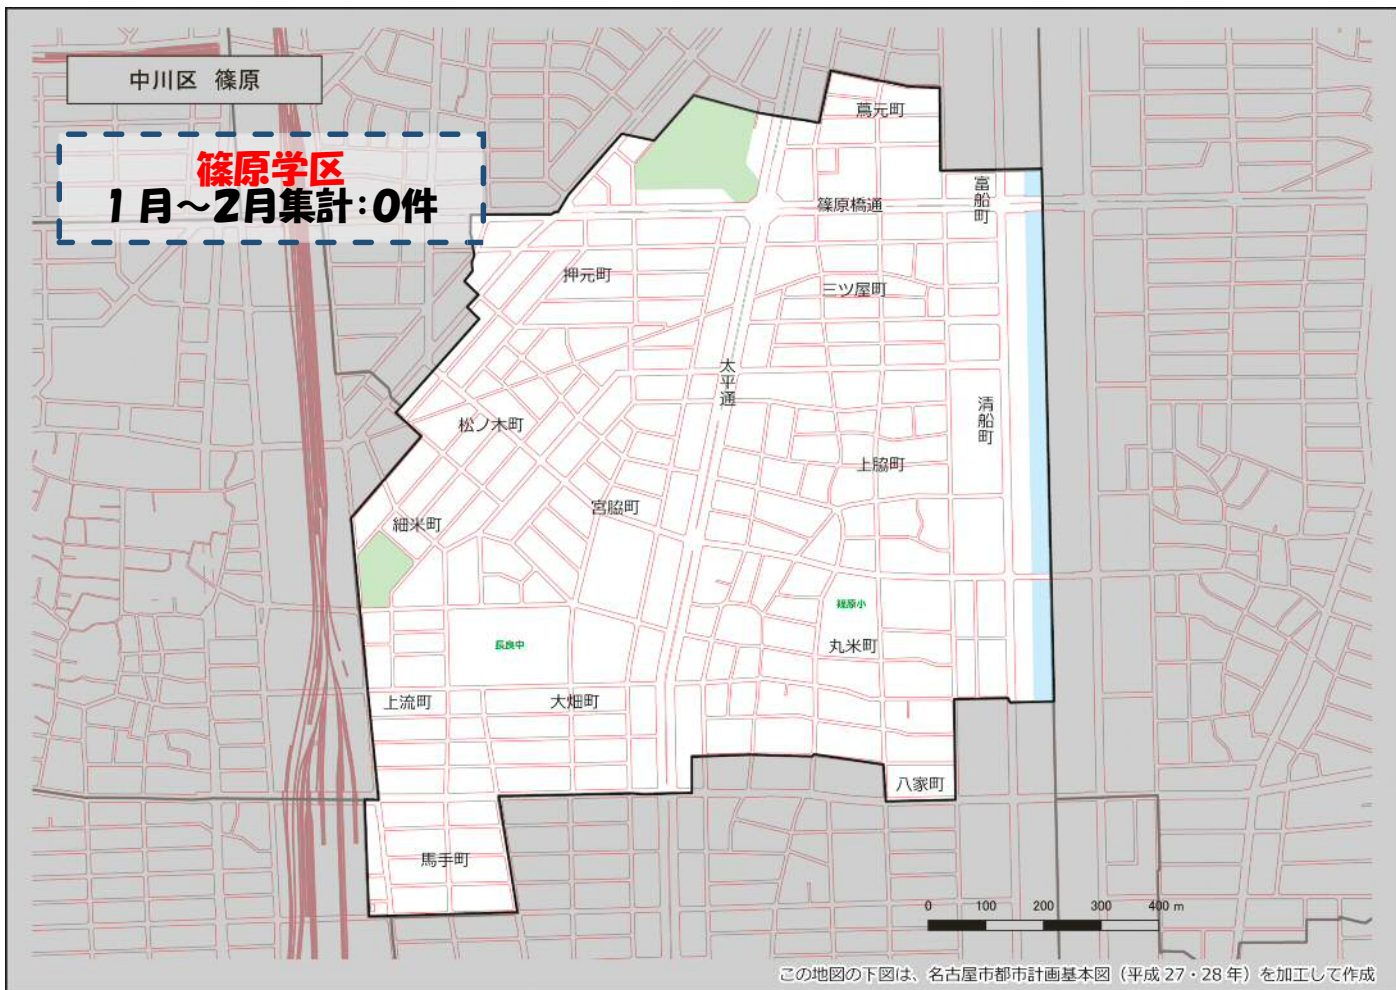 中川区 篠原
篠原学区
1月～2月集計:0件
蔦元町
富船町
篠原橋通
押元町
三ツ屋町
太平通
清船町
松ノ木町
上脇町
宮脇町
細米町
篠原小
長良中
丸米町
上流町
大畑町
八家町
馬手町
0 100 200 300 400 m
この地図の下図は、名古屋市都市計画基本図（平成 27・28 年）を加工して作成